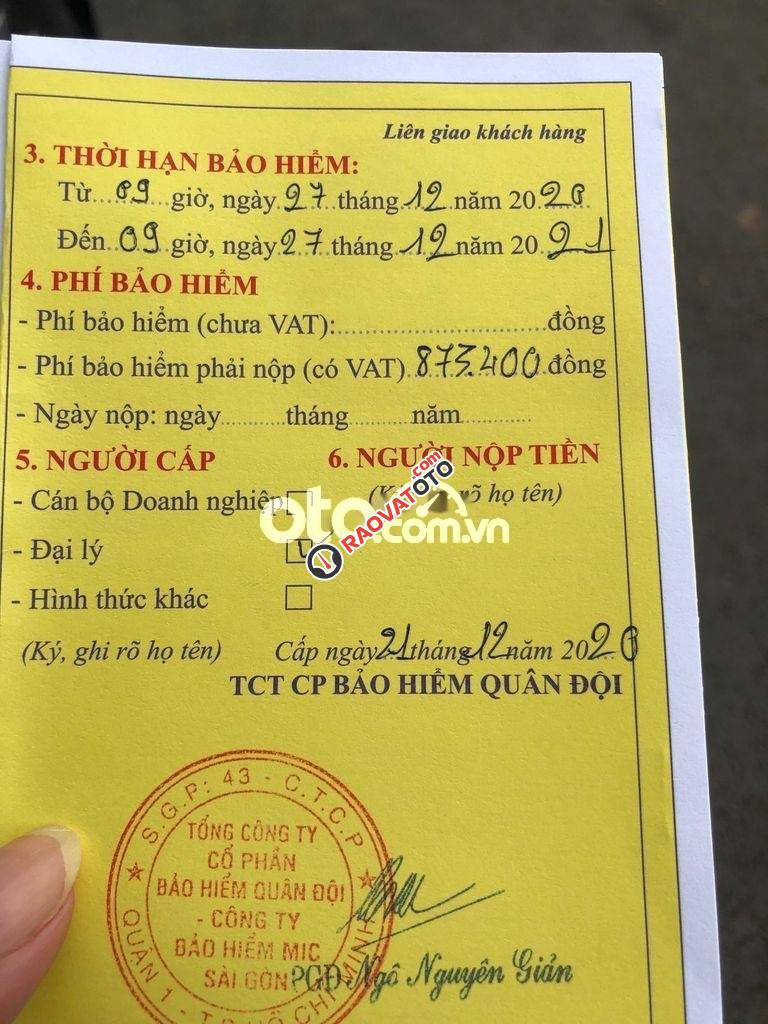 Liên giao khách hàng
3. THỜI HẠN BẢO HIỂM:
Từ 09 giờ, ngày 27 tháng 12 năm 2020
Đến 09 giờ, ngày 27 tháng 12 năm 2021
4. PHÍ BẢO HIỂM
- Phí bảo hiểm (chưa VAT):........................đồng
- Phí bảo hiểm phải nộp (có VAT) 873.400 đồng
- Ngày nộp: ngày..........tháng..........năm..........
5. NGƯỜI CẤP
6. NGƯỜI NỘP TIỀN
- Cán bộ Doanh nghiệp
rõ họ tên)
oto.com.vn
RAOVATOTO.com
- Đại lý
- Hình thức khác
(Ký, ghi rõ họ tên)
Cấp ngày 21 tháng 12 năm 2020
TCT CP BẢO HIỂM QUÂN ĐỘI
S.G.P: 43 - C.T.C.P
TỔNG CÔNG TY
CỔ PHẦN
BẢO HIỂM QUÂN ĐỘI
- CÔNG TY
BẢO HIỂM MIC
SÀI GÒN
QUẬN 1 - T.P HỒ CHÍ MINH
PGĐ Ngô Nguyên Giản